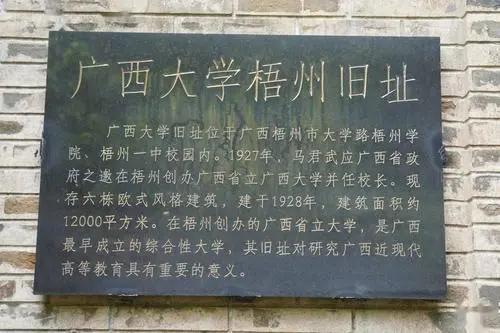 广西大学梧州旧址
广西大学旧址位于广西梧州市大学路梧州学
院、梧州一中校园内。1927年，马君武应广西省政
府之邀在梧州创办广西省立广西大学并任校长。现
存六栋欧式风格建筑，建于1928年，建筑面积约
12000平方米。在梧州创办的广西省立大学，是广西
最早成立的综合性大学，其旧址对研究广西近现代
高等教育具有重要的意义。